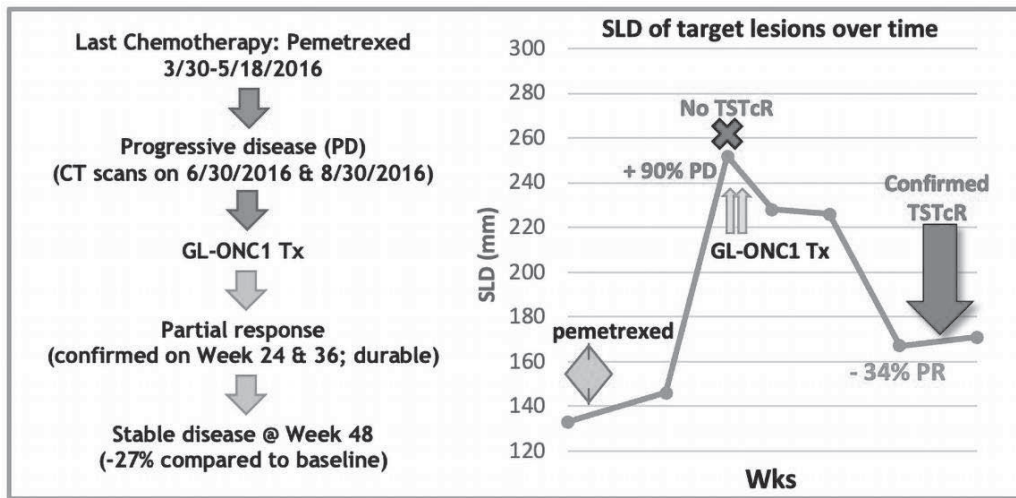 Last Chemotherapy: Pemetrexed
3/30-5/18/2016
Progressive disease (PD)
(CT scans on 6/30/2016 & 8/30/2016)
GL-ONC1 Tx
Partial response
(confirmed on Week 24 & 36; durable)
Stable disease @ Week 48
(-27% compared to baseline)
SLD of target lesions over time
SLD (mm)
300
280
260
240
220
200
180
160
140
120
No TSTcR
+ 90% PD
GL-ONC1 Tx
Confirmed
TSTcR
pemetrexed
- 34% PR
Wks